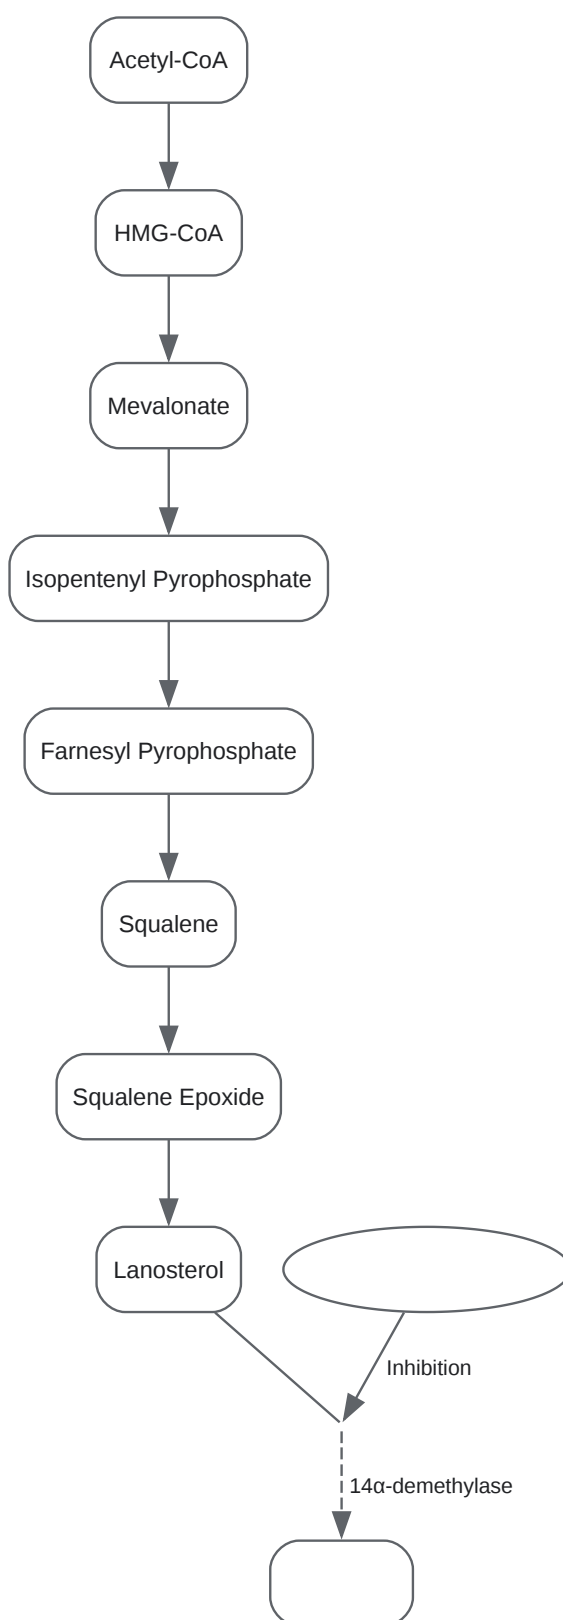 Acetyl-CoA
HMG-CoA
Mevalonate
Isopentenyl Pyrophosphate
Farnesyl Pyrophosphate
Squalene
Squalene Epoxide
Lanosterol
Inhibition
14α-demethylase